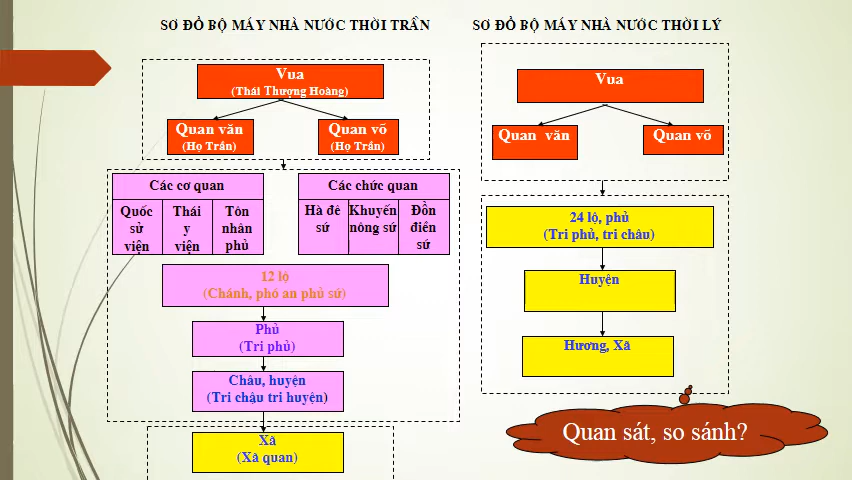 SƠ ĐỒ BỘ MÁY NHÀ NƯỚC THỜI TRẦN
SƠ ĐỒ BỘ MÁY NHÀ NƯỚC THỜI LÝ
Vua
(Thái Thượng Hoàng)
Quan văn
(Họ Trần)
Quan võ
(Họ Trần)
Các cơ quan
Quốc
sử
viện
Thái
y
viện
Tôn
nhân
phủ
Các chức quan
Hà đê
sứ
Khuyến
nông sứ
Đồn
điền
sứ
12 lộ
(Chánh, phó an phủ sứ)
Phủ
(Tri phủ)
Châu, huyện
(Tri châu tri huyện)
Xã
(Xã quan)
Vua
Quan văn
Quan võ
24 lộ, phủ
(Tri phủ, tri châu)
Huyện
Hương, Xã
Quan sát, so sánh?